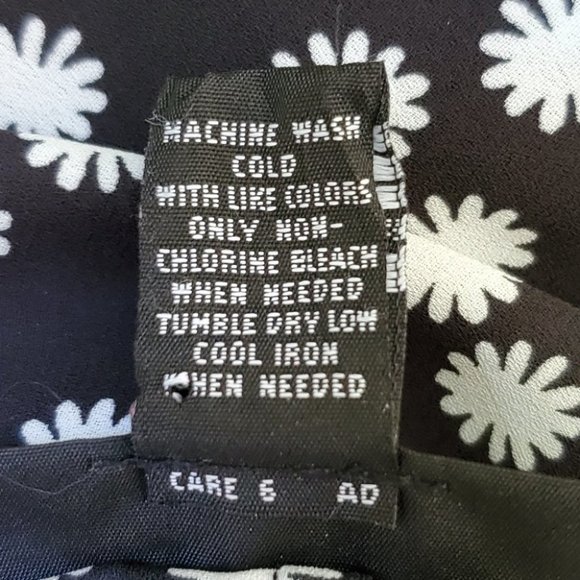 MACHINE WASH
COLD
WITH LIKE COLORS
ONLY NON-
CHLORINE BLEACH
WHEN NEEDED
TUMBLE DRY LOW
COOL IRON
WHEN NEEDED
CARE 6 AD